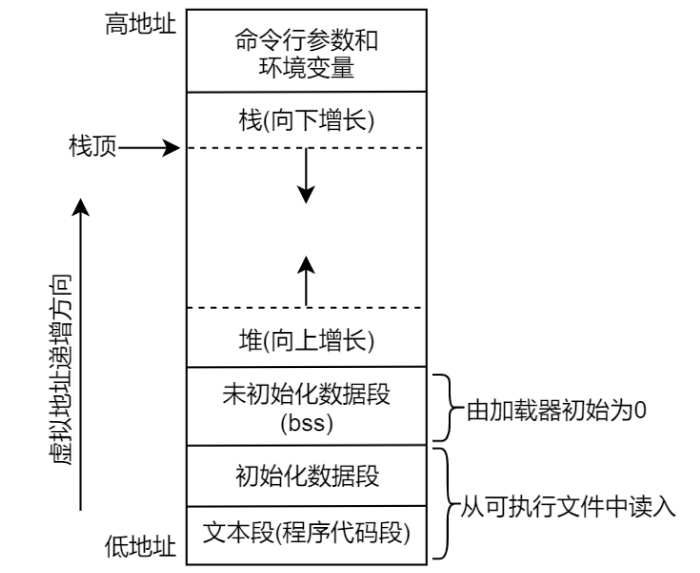 高地址
命令行参数和
环境变量
栈(向下增长)
栈顶
虚拟地址递增方向
堆(向上增长)
未初始化数据段
(bss)
由加载器初始为0
初始化数据段
从可执行文件中读入
文本段(程序代码段)
低地址